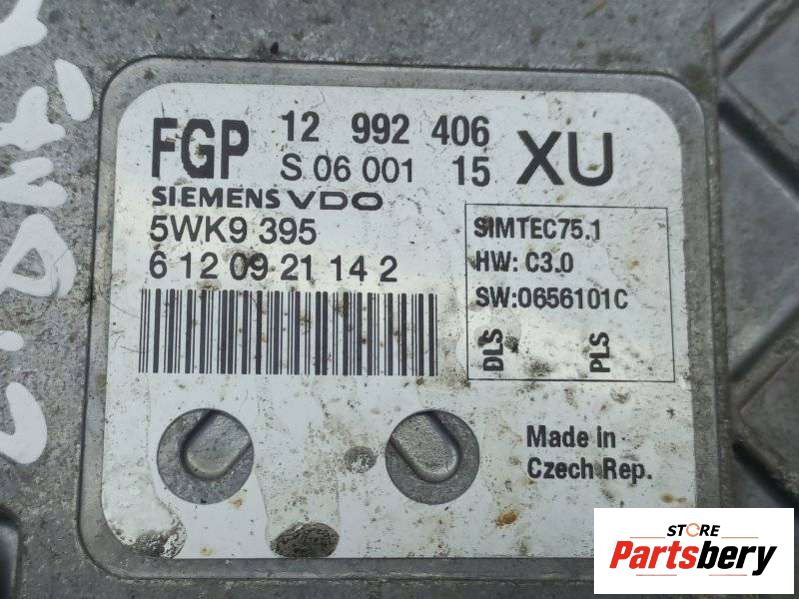 FGP 12 992 406 XU
S 06 001 15
SIEMENS VDO
5WK9 395
6 12 09 21 14 2
SIMTEC75.1
HW: C3.0
SW:0656101C
DLS PLS
Made in
Czech Rep.
STORE
Partsbery